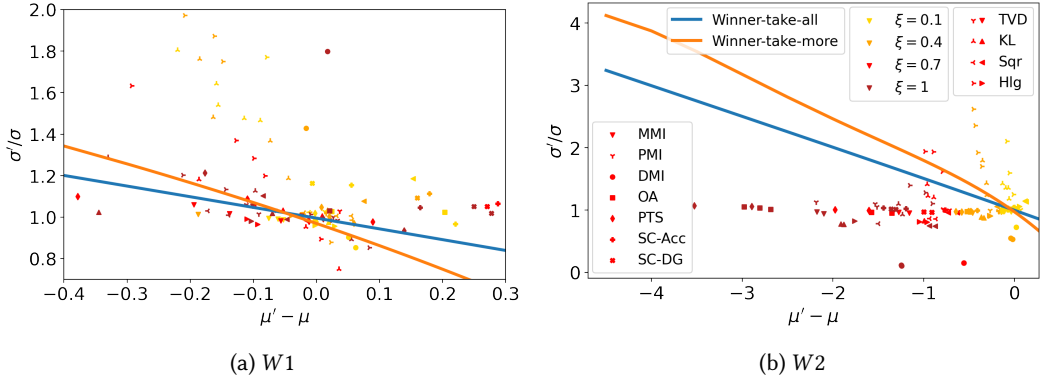 2.0
1.8
1.6
1.4
1.2
1.0
0.8
σ′/σ
−0.4 −0.3 −0.2 −0.1 0.0 0.1 0.2 0.3
μ′ − μ
(a) W1
4
3
2
1
0
σ′/σ
−4 −3 −2 −1 0
μ′ − μ
Winner-take-all
Winner-take-more
ξ = 0.1
ξ = 0.4
ξ = 0.7
ξ = 1
TVD
KL
Sqr
Hlg
MMI
PMI
DMI
OA
PTS
SC-Acc
SC-DG
(b) W2